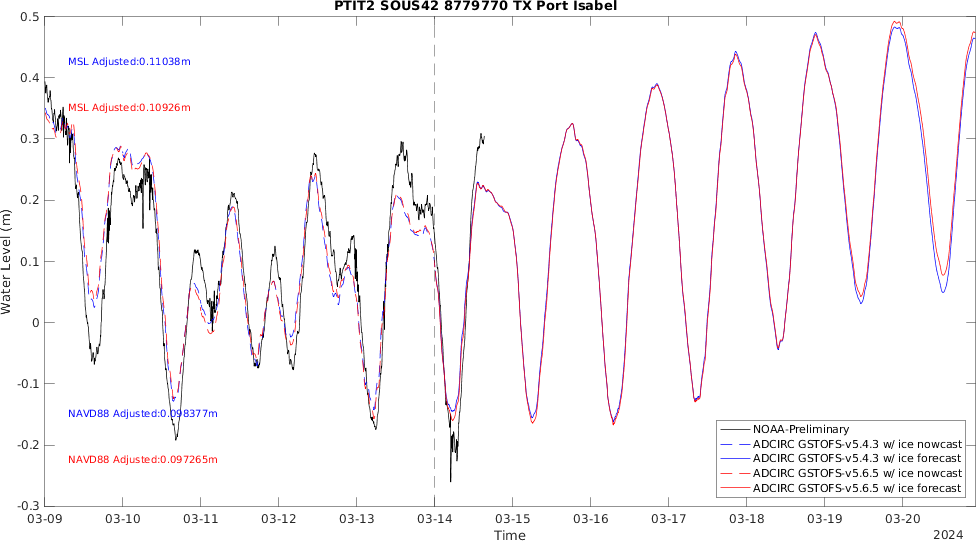 PTIT2 SOUS42 8779770 TX Port Isabel
Water Level (m)
0.5
0.4
0.3
0.2
0.1
0
-0.1
-0.2
-0.3
MSL Adjusted:0.11038m
MSL Adjusted:0.10926m
NAVD88 Adjusted:0.098377m
NAVD88 Adjusted:0.097265m
NOAA-Preliminary
ADCIRC GSTOFS-v5.4.3 w/ ice nowcast
ADCIRC GSTOFS-v5.4.3 w/ ice forecast
ADCIRC GSTOFS-v5.6.5 w/ ice nowcast
ADCIRC GSTOFS-v5.6.5 w/ ice forecast
03-09 03-10 03-11 03-12 03-13 03-14 03-15 03-16 03-17 03-18 03-19 03-20
Time
2024